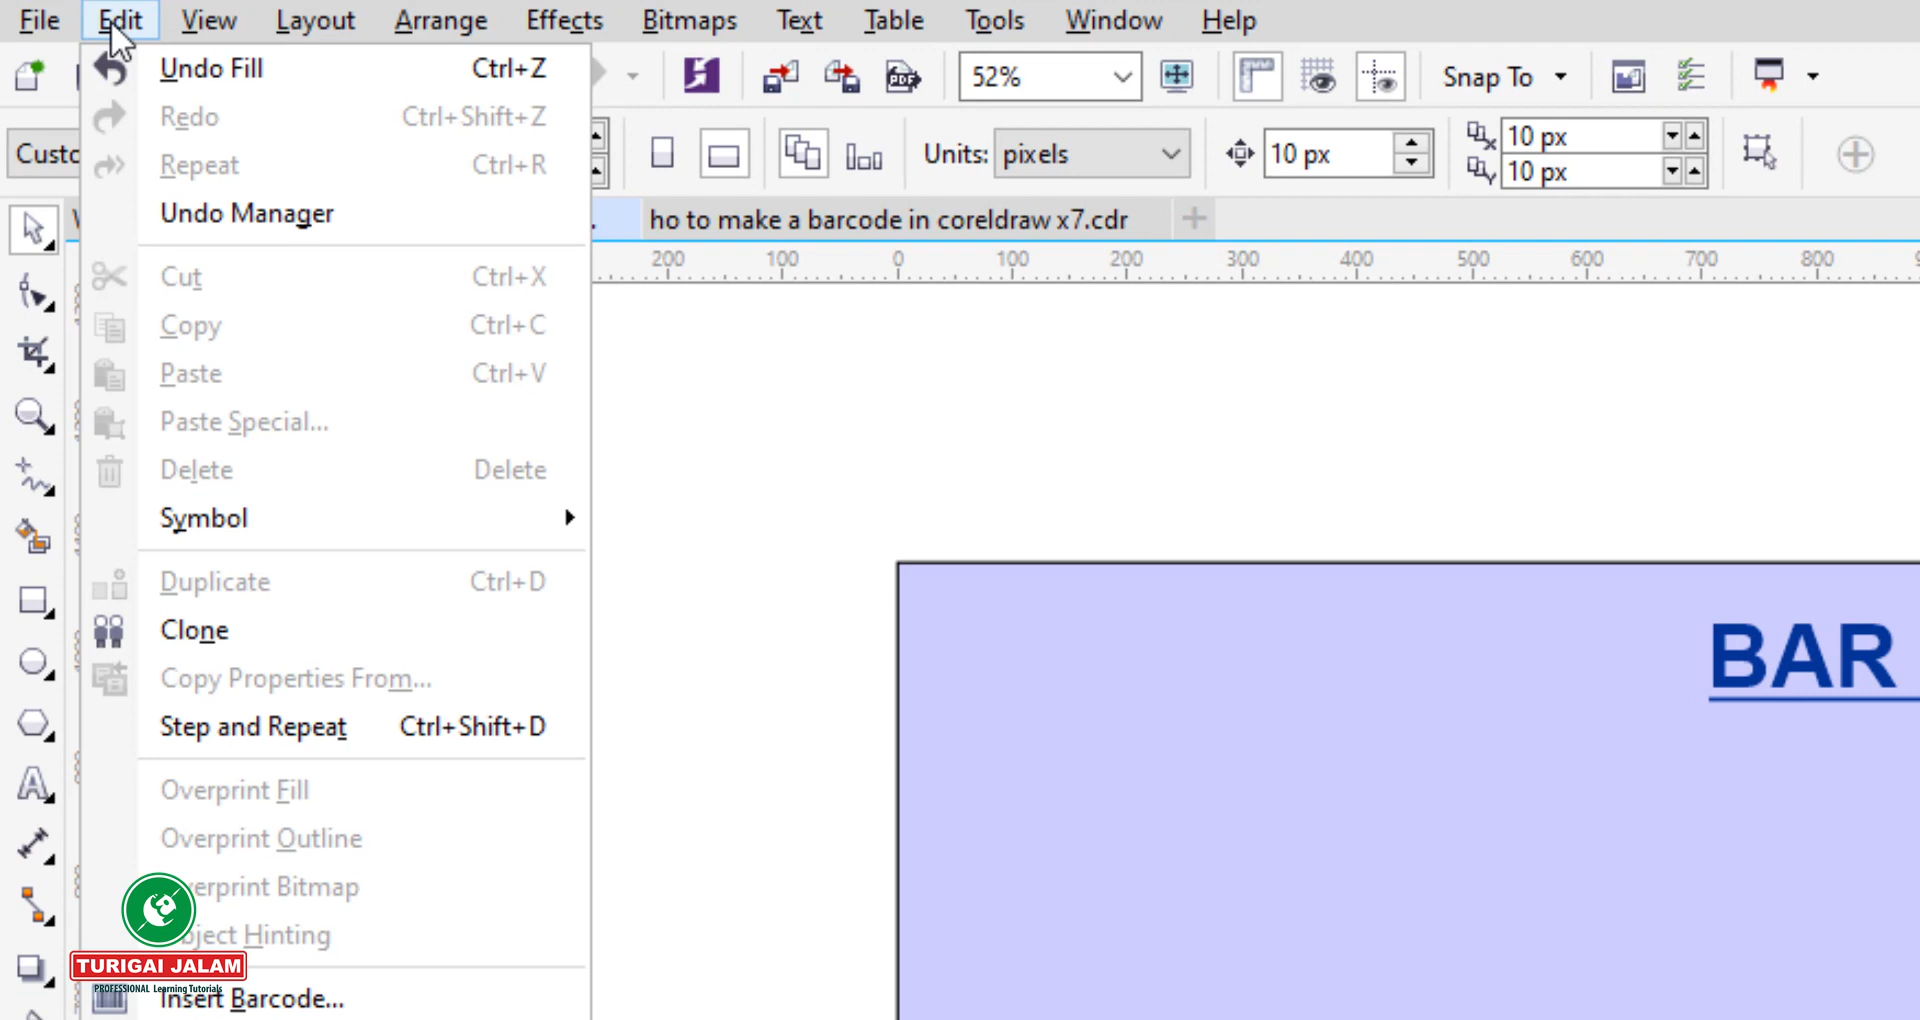 File Edit View Layout Arrange Effects Bitmaps Text Table Tools Window Help
52% Snap To
Units: pixels 10 px 10 px
10 px
ho to make a barcode in coreldraw x7.cdr
200 100 0 100 200 300 400 500 600 700 800
Undo Fill Ctrl+Z
Redo Ctrl+Shift+Z
Repeat Ctrl+R
Undo Manager
Cut Ctrl+X
Copy Ctrl+C
Paste Ctrl+V
Paste Special...
Delete Delete
Symbol
Duplicate Ctrl+D
Clone
Copy Properties From...
Step and Repeat Ctrl+Shift+D
Overprint Fill
Overprint Outline
erprint Bitmap
ject Hinting
Insert Barcode...
BAR
PDF
TURIGAI JALAM
PROFESSIONAL Learning Tutorials